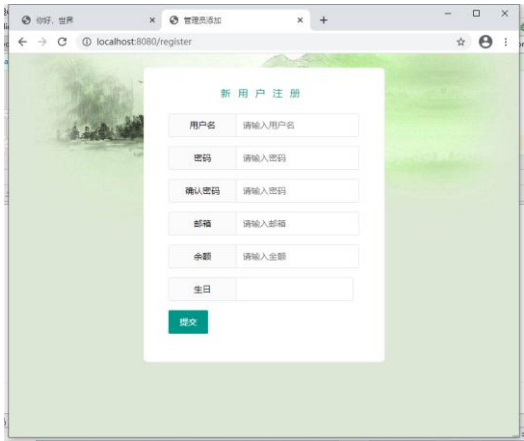 你好，世界
管理员添加
localhost:8080/register
新用户注册
用户名 请输入用户名
密码 请输入密码
确认密码 请输入密码
邮箱 请输入邮箱
余额 请输入金额
生日
提交